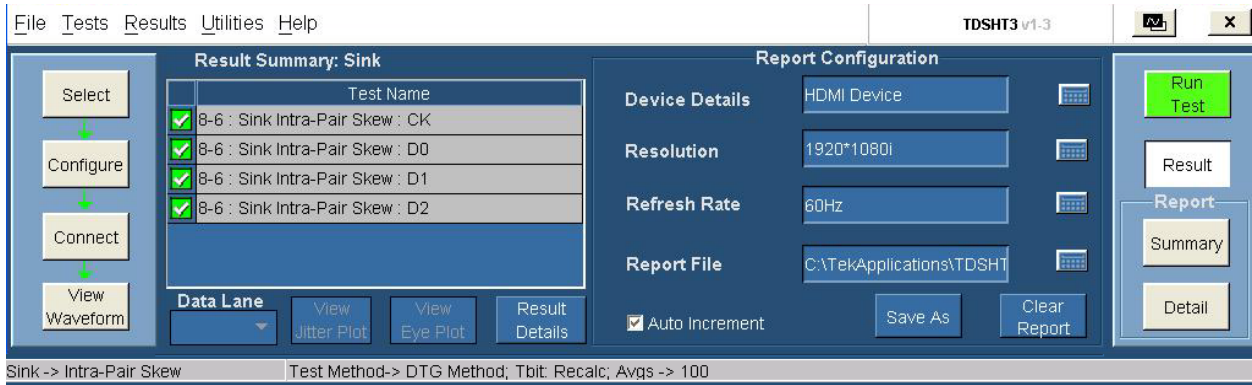 File Tests Results Utilities Help
TDSHT3 v1-3
x
Select
Configure
Connect
View
Waveform
Result Summary: Sink
Test Name
8-6 : Sink Intra-Pair Skew : CK
8-6 : Sink Intra-Pair Skew : D0
8-6 : Sink Intra-Pair Skew : D1
8-6 : Sink Intra-Pair Skew : D2
Data Lane
View
Jitter Plot
View
Eye Plot
Result
Details
Report Configuration
Device Details
HDMI Device
Resolution
1920*1080i
Refresh Rate
60Hz
Report File
C:\TekApplications\TDSHT
Auto Increment
Save As
Clear
Report
Run
Test
Result
Report
Summary
Detail
Sink -> Intra-Pair Skew
Test Method-> DTG Method; Tbit: Recalc; Avgs -> 100